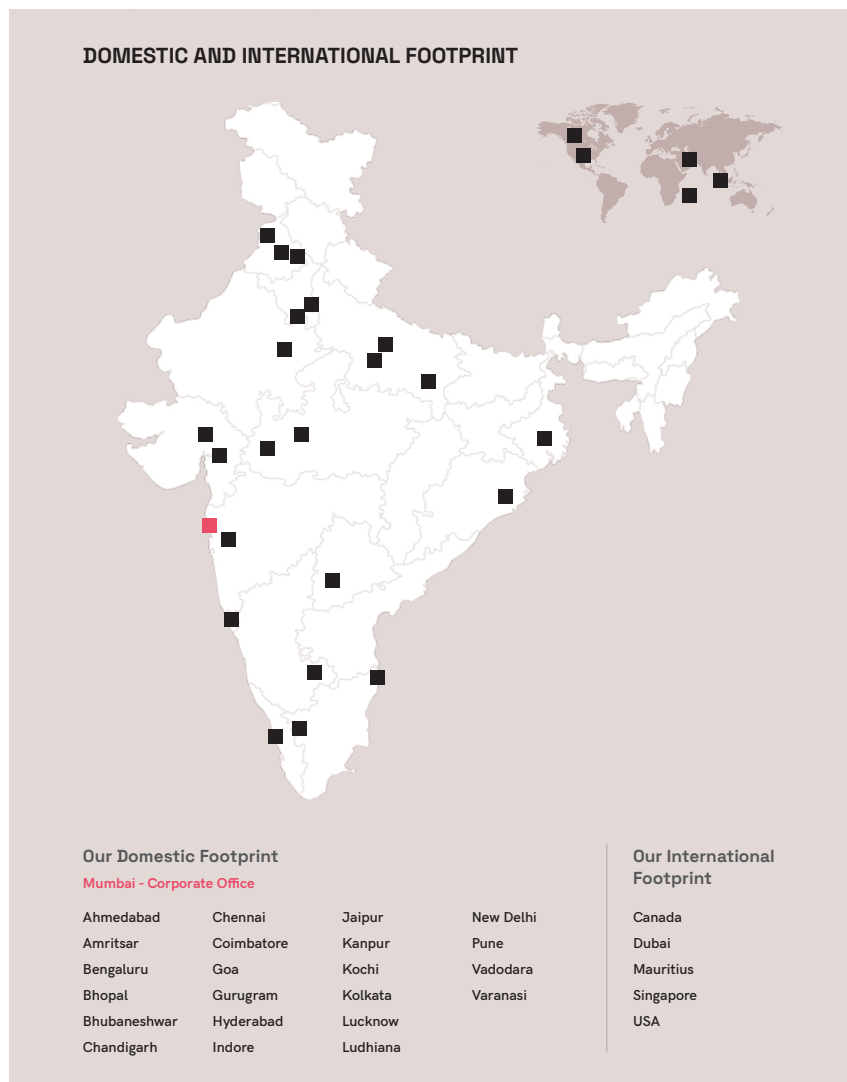 DOMESTIC AND INTERNATIONAL FOOTPRINT
Our Domestic Footprint
Mumbai - Corporate Office
Ahmedabad
Amritsar
Bengaluru
Bhopal
Bhubaneshwar
Chandigarh
Chennai
Coimbatore
Goa
Gurugram
Hyderabad
Indore
Jaipur
Kanpur
Kochi
Kolkata
Lucknow
Ludhiana
New Delhi
Pune
Vadodara
Varanasi
Our International
Footprint
Canada
Dubai
Mauritius
Singapore
USA